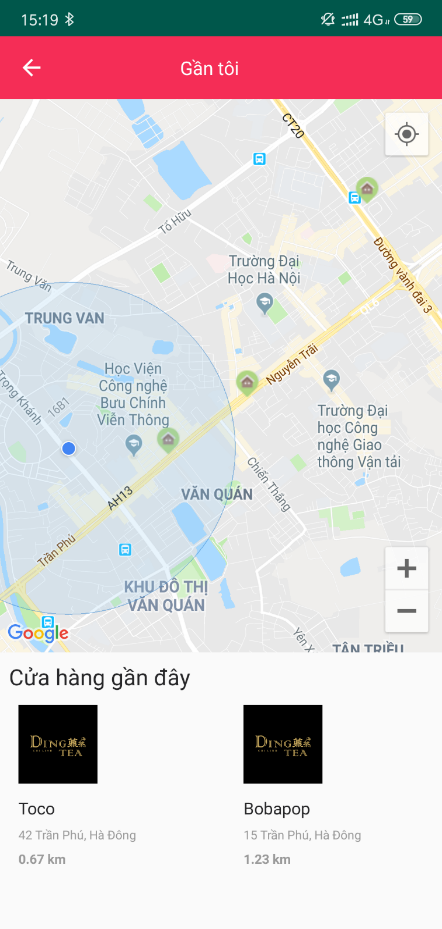 15:19
4G
59
Gần tôi
CT20
Tố Hữu
Trường Đại
Học Hà Nội
Đường vành đai 3
Trung Văn
TRUNG VAN
Nguyễn Trãi
Học Viện
Công nghệ
Bưu Chính
Viễn Thông
Trọng Khánh
16B1
Trường Đại
học Công
nghệ Giao
thông Vận tải
AH13
VĂN QUÁN
Chiến Thắng
Trần Phú
KHU ĐÔ THỊ
VĂN QUÁN
Yên X
TÂN TRIỀU
Google
Cửa hàng gần đây
DING TEA
DING TEA
Toco
Bobapop
42 Trần Phú, Hà Đông
15 Trần Phú, Hà Đông
0.67 km
1.23 km